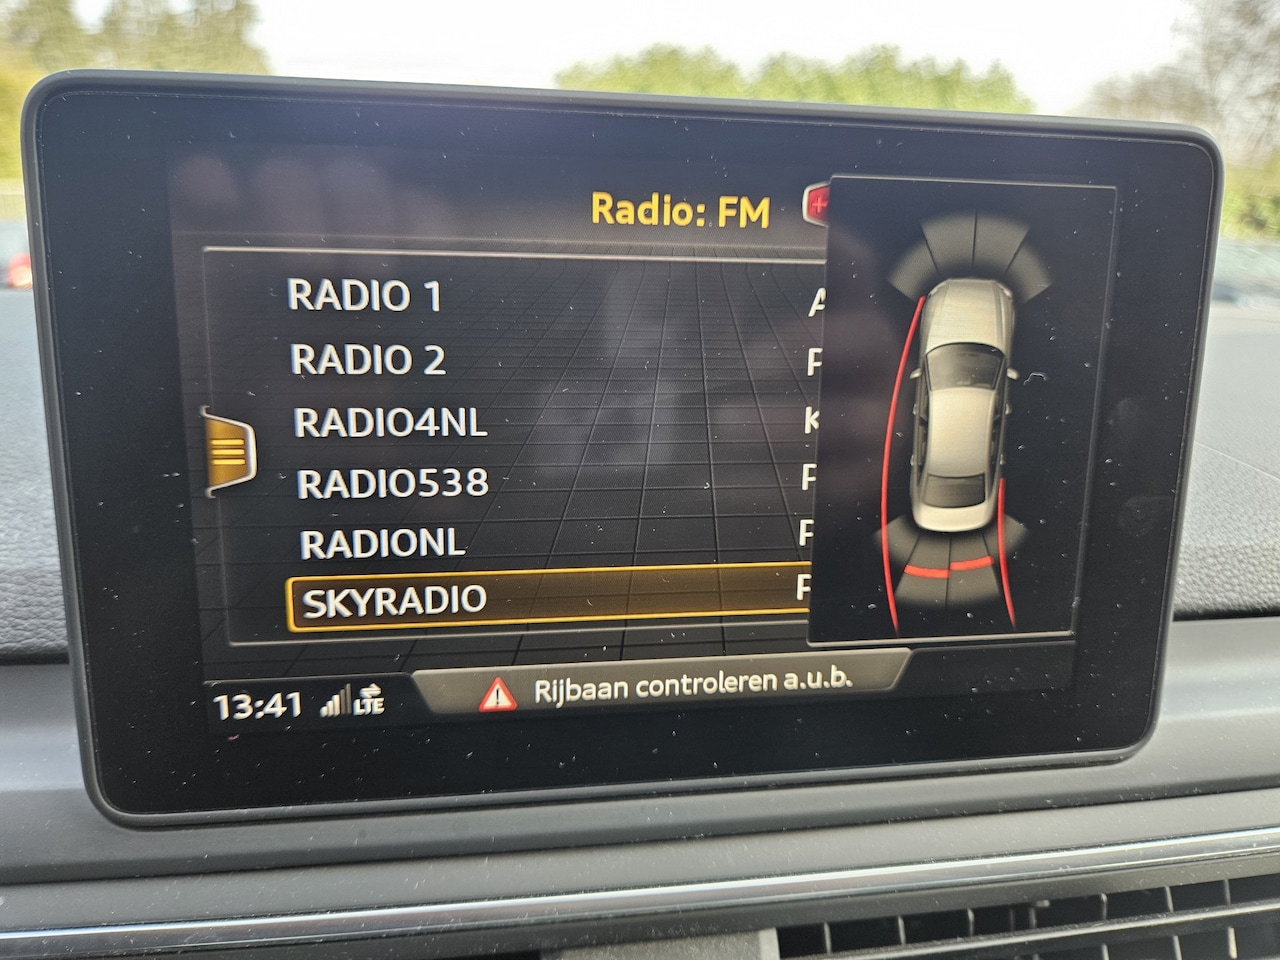 Radio: FM
RADIO 1
RADIO 2
RADIO4NL
RADIO538
RADIONL
SKYRADIO
13:41 LTE
Rijbaan controleren a.u.b.